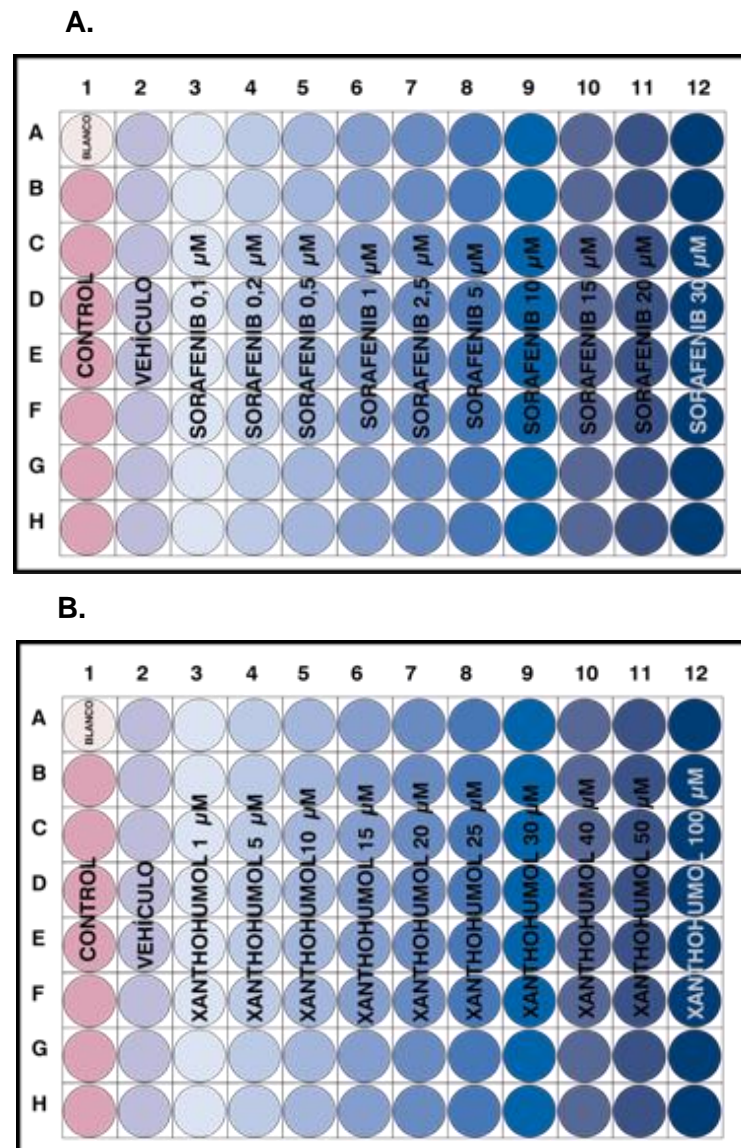 A.
1 2 3 4 5 6 7 8 9 10 11 12
A
B
C
D
E
F
G
H
BLANCO
CONTROL
VEHÍCULO
SORAFENIB 0,1 µM
SORAFENIB 0,2 µM
SORAFENIB 0,5 µM
SORAFENIB 1 µM
SORAFENIB 2,5 µM
SORAFENIB 5 µM
SORAFENIB 10 µM
SORAFENIB 15 µM
SORAFENIB 20 µM
SORAFENIB 30 µM
B.
1 2 3 4 5 6 7 8 9 10 11 12
A
B
C
D
E
F
G
H
BLANCO
CONTROL
VEHÍCULO
XANTHOHUMOL 1 µM
XANTHOHUMOL 5 µM
XANTHOHUMOL10 µM
XANTHOHUMOL 15 µM
XANTHOHUMOL 20 µM
XANTHOHUMOL 25 µM
XANTHOHUMOL 30 µM
XANTHOHUMOL 40 µM
XANTHOHUMOL 50 µM
XANTHOHUMOL 100 µM